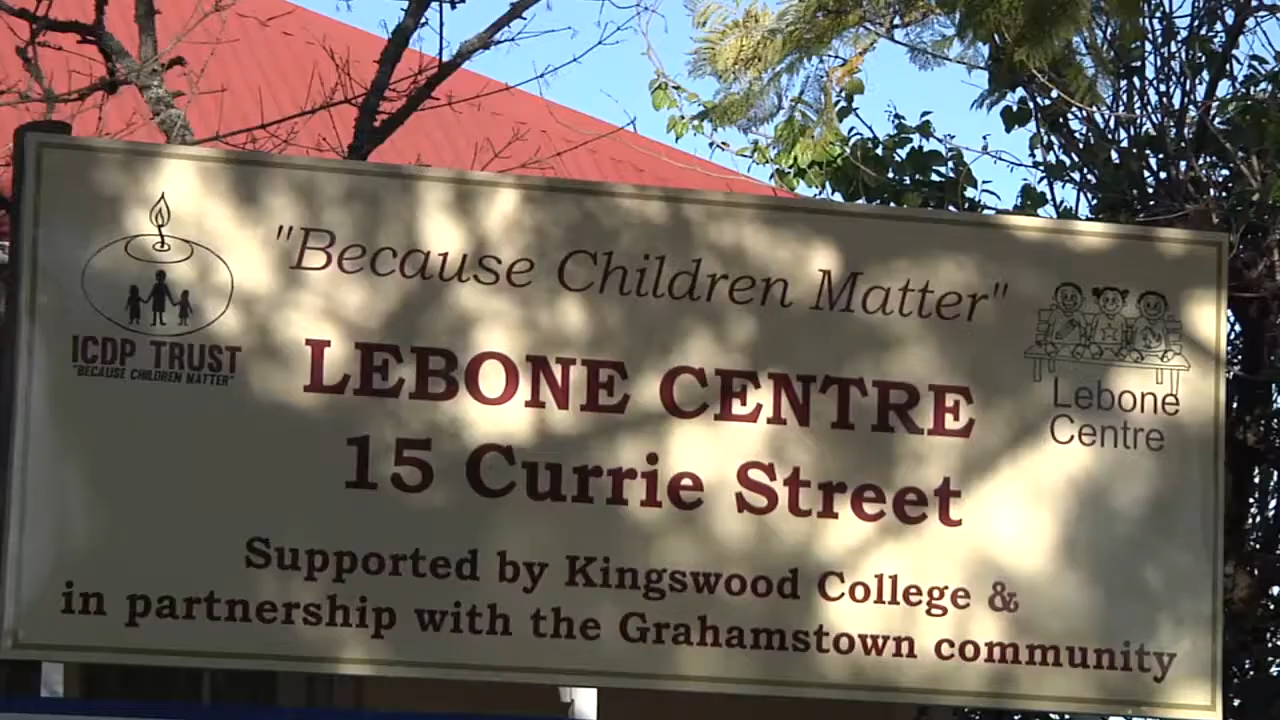 "Because Children Matter"
ICDP TRUST
"BECAUSE CHILDREN MATTER"
LEBONE CENTRE
15 Currie Street
Lebone
Centre
Supported by Kingswood College &
in partnership with the Grahamstown community